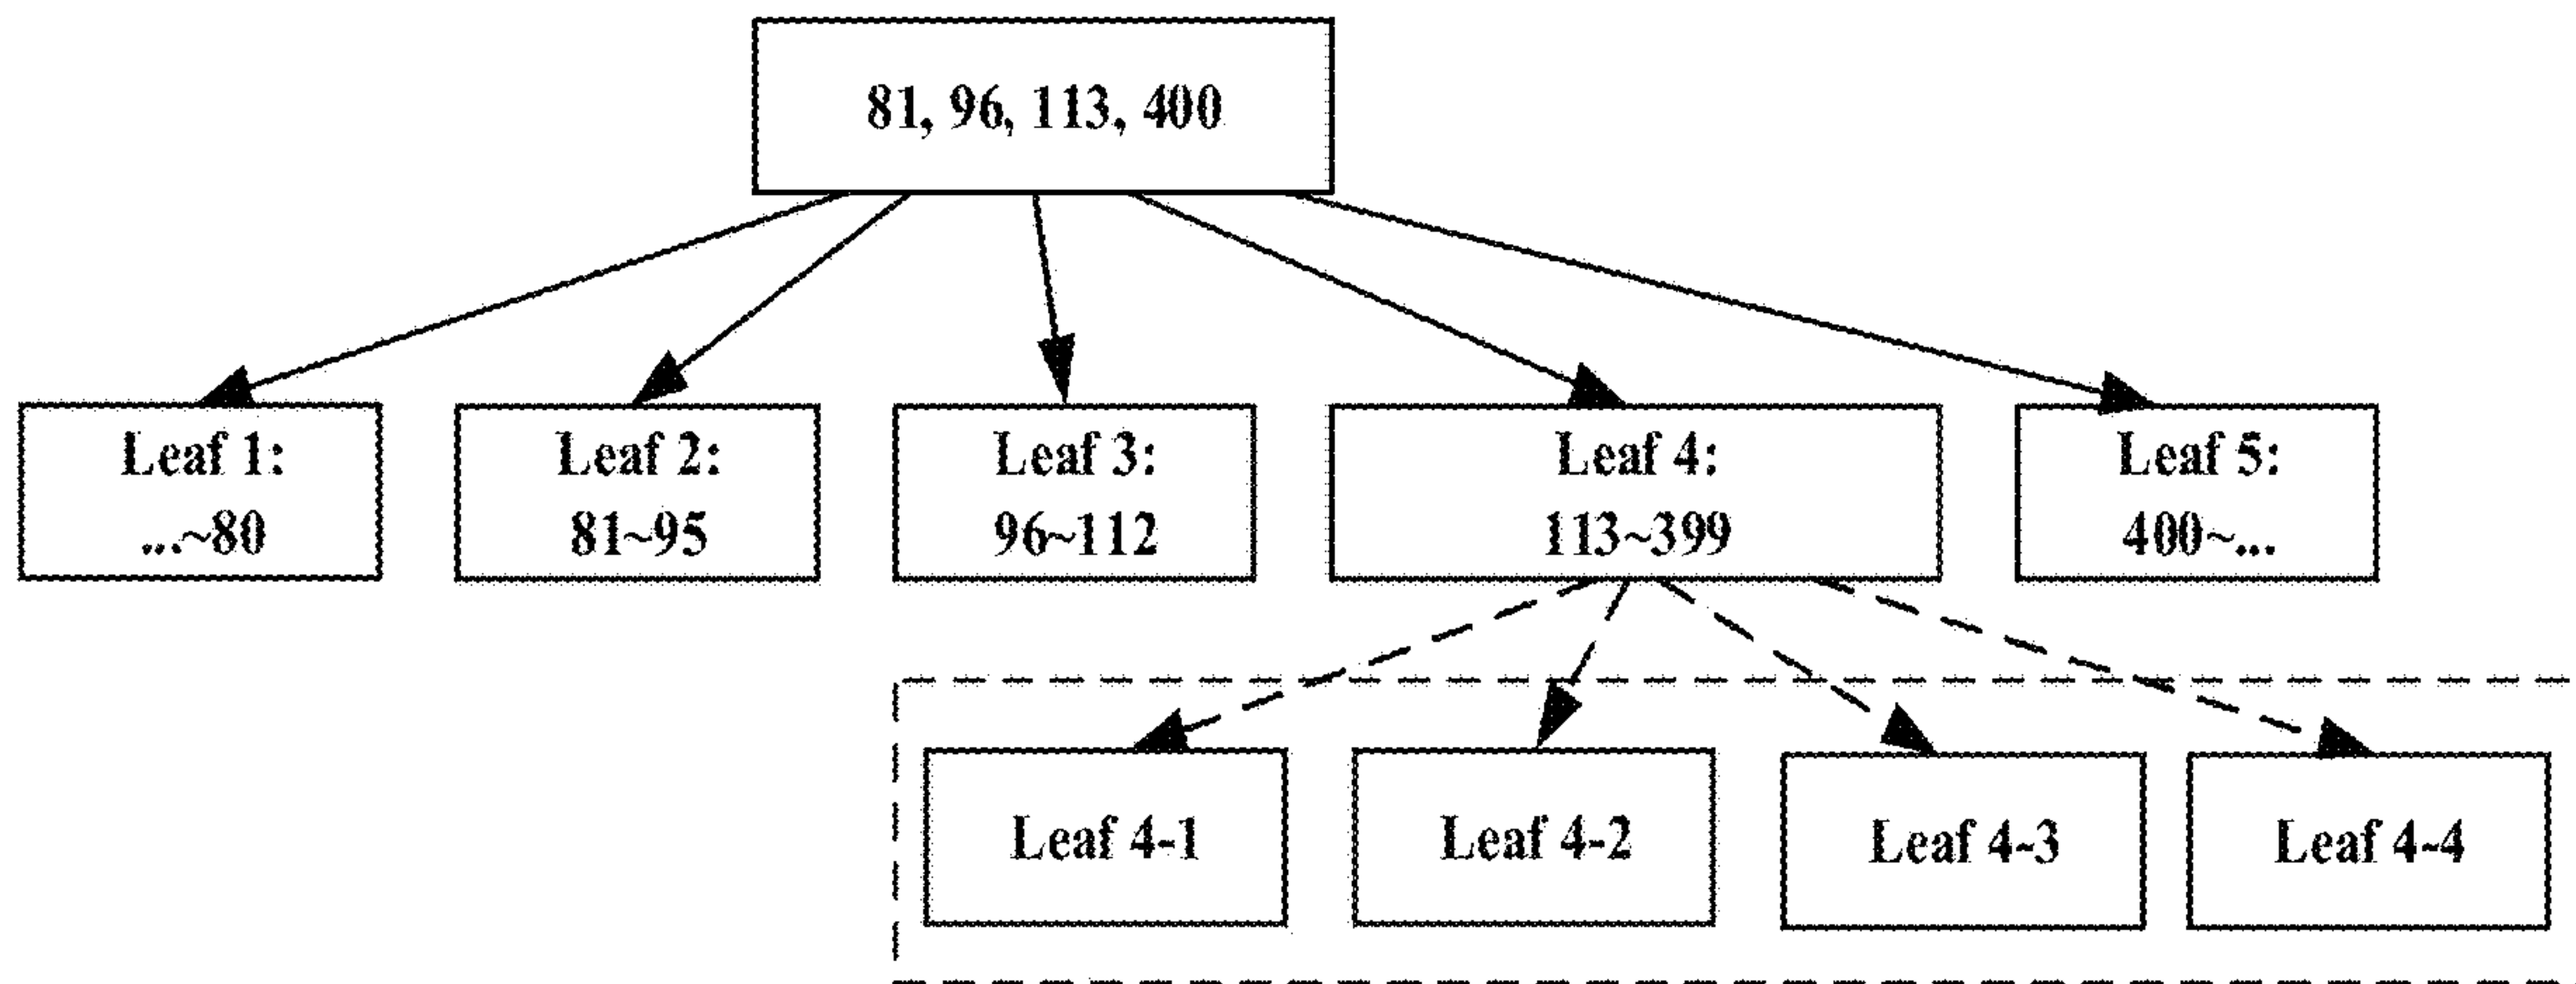 81, 96, 113, 400
Leaf 1:
...~80
Leaf 2:
81~95
Leaf 3:
96~112
Leaf 4:
113~399
Leaf 5:
400~...
Leaf 4-1
Leaf 4-2
Leaf 4-3
Leaf 4-4